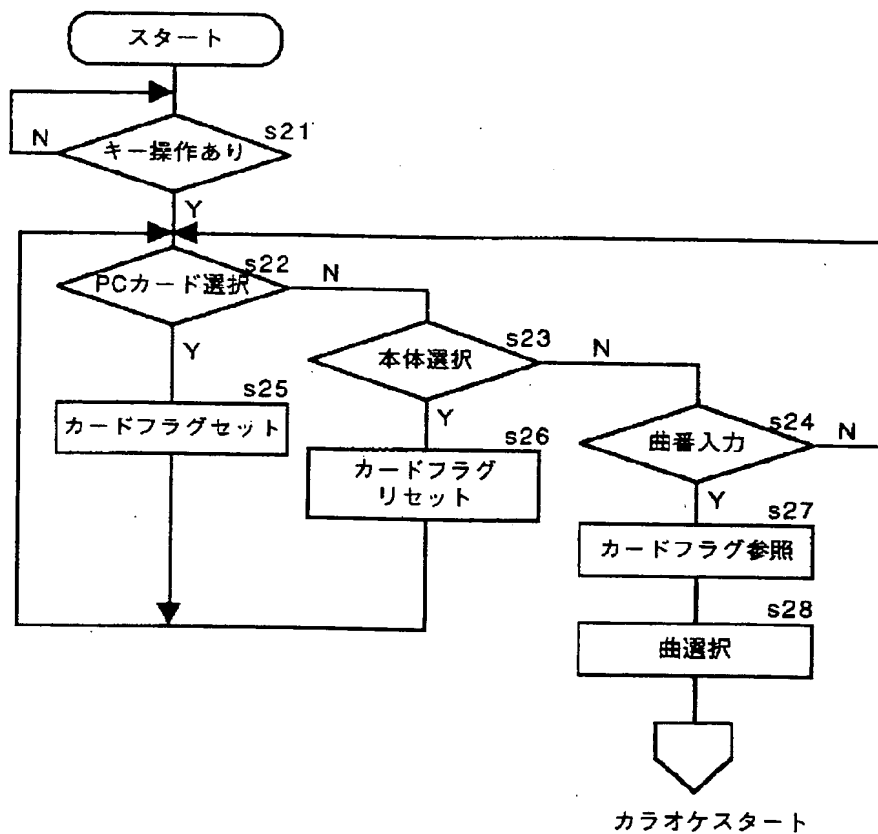 スタート
s21
N
キー操作あり
Y
s22
PCカード選択
N
Y
s23
本体選択
N
Y
s25
カードフラグセット
s24
曲番入力
N
Y
s26
カードフラグ
リセット
s27
カードフラグ参照
s28
曲選択
カラオケスタート